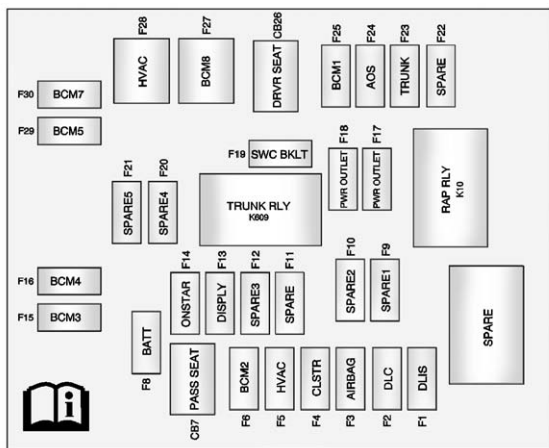 F28
HVAC
F27
BCM8
CB26
DRVR SEAT
F25
BCM1
F24
AOS
F23
TRUNK
F22
SPARE
F30
BCM7
F29
BCM5
F19
SWC BKLT
F18
PWR OUTLET
F17
PWR OUTLET
RAP RLY
K10
F21
SPARE5
F20
SPARE4
TRUNK RLY
K609
F16
BCM4
F15
BCM3
F14
ONSTAR
F13
DISPLY
F12
SPARE3
F11
SPARE
F10
SPARE2
F9
SPARE1
SPARE
BATT
F8
PASS SEAT
CB7
BCM2
F6
HVAC
F5
CLSTR
F4
AIRBAG
F3
DLC
F2
DLIS
F1
i